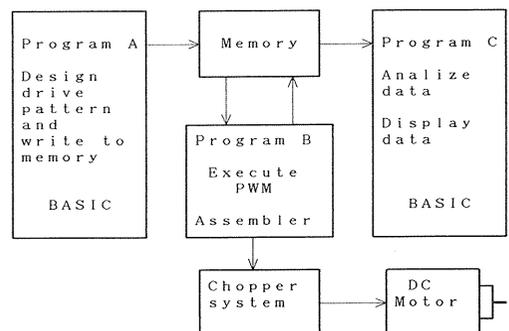 Program A
Design
drive
pattern
and
write to
memory
BASIC
Memory
Program B
Execute
PWM
Assembler
Program C
Analize
data
Display
data
BASIC
Chopper
system
DC
Motor